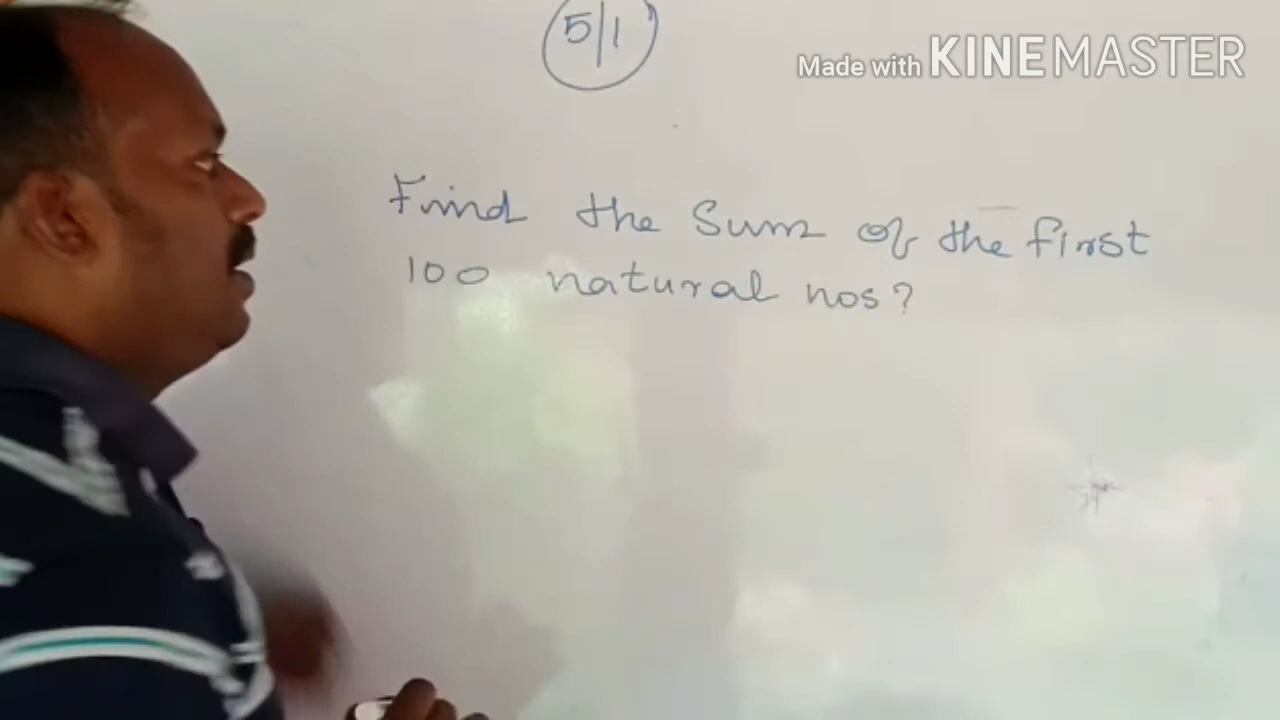 5/1
Made with KINEMASTER
Find the Sum of the first
100 natural nos?